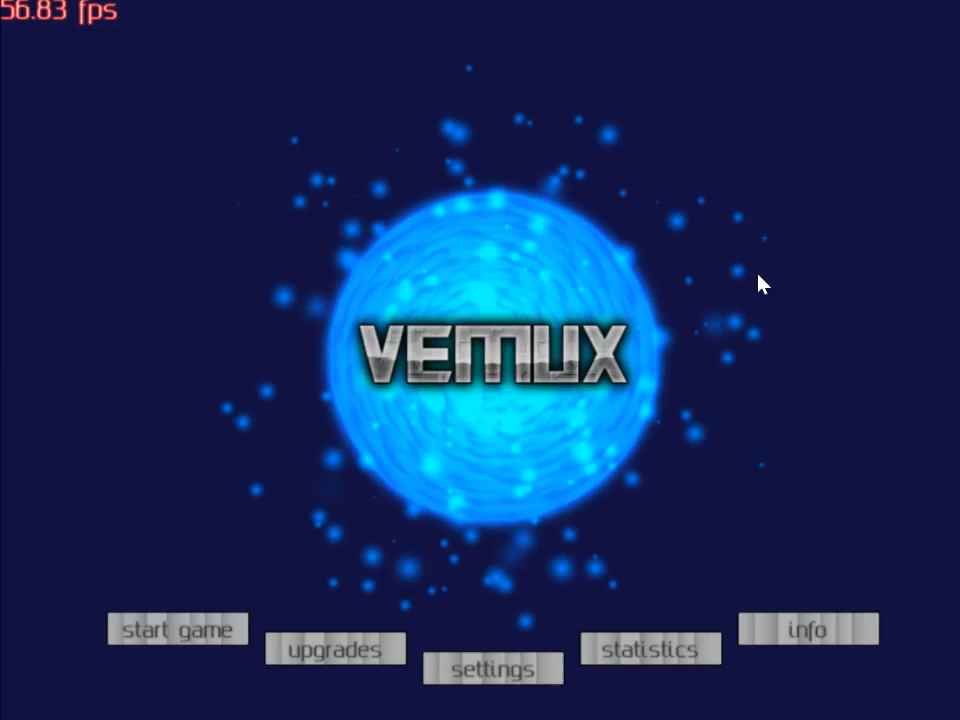 56.83 fps
VEMUX
start game
upgrades
settings
statistics
info